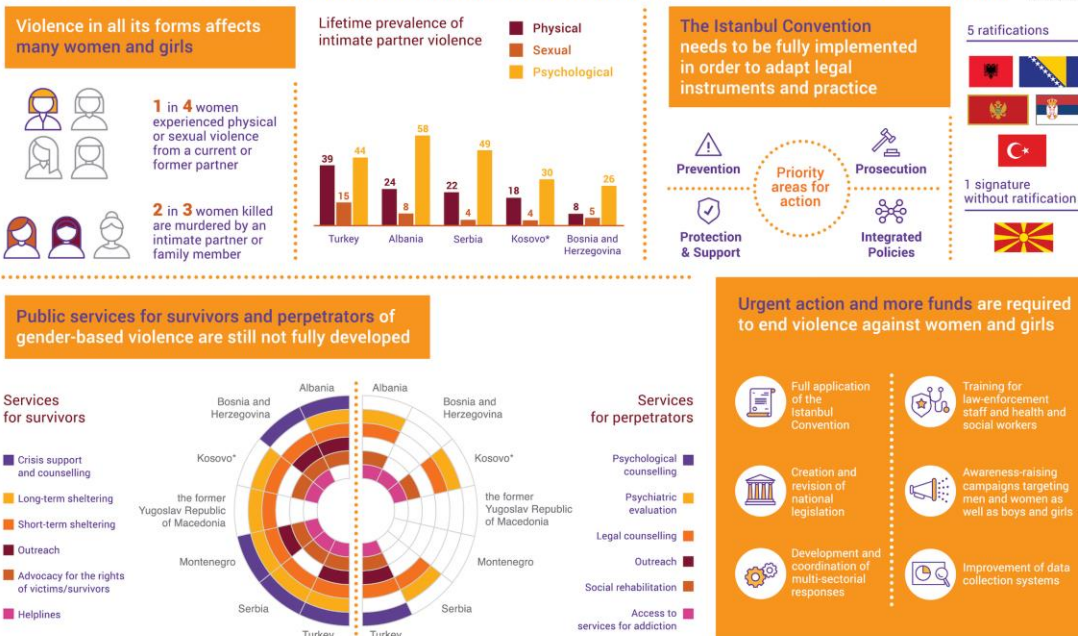 Violence in all its forms affects
many women and girls
1 in 4 women
experienced physical
or sexual violence
from a current or
former partner
2 in 3 women killed
are murdered by an
intimate partner or
family member
Lifetime prevalence of
intimate partner violence
Physical
Sexual
Psychological
39
15
44
24
8
58
22
4
49
18
4
30
8
5
26
Turkey
Albania
Serbia
Kosovo*
Bosnia and
Herzegovina
The Istanbul Convention
needs to be fully implemented
in order to adapt legal
instruments and practice
Prevention
Prosecution
Priority
areas for
action
Protection
& Support
Integrated
Policies
5 ratifications
1 signature
without ratification
Public services for survivors and perpetrators of
gender-based violence are still not fully developed
Services
for survivors
Crisis support
and counselling
Long-term sheltering
Short-term sheltering
Outreach
Advocacy for the rights
of victims/survivors
Helplines
Albania
Bosnia and
Herzegovina
Kosovo*
the former
Yugoslav Republic
of Macedonia
Montenegro
Serbia
Turkey
Albania
Bosnia and
Herzegovina
Kosovo*
the former
Yugoslav Republic
of Macedonia
Montenegro
Serbia
Turkey
Services
for perpetrators
Psychological
counselling
Psychiatric
evaluation
Legal counselling
Outreach
Social rehabilitation
Access to
services for addiction
Urgent action and more funds are required
to end violence against women and girls
Full application
of the
Istanbul
Convention
Training for
law-enforcement
staff and health and
social workers
Creation and
revision of
national
legislation
Awareness-raising
campaigns targeting
men and women as
well as boys and girls
Development and
coordination of
multi-sectorial
responses
Improvement of data
collection systems